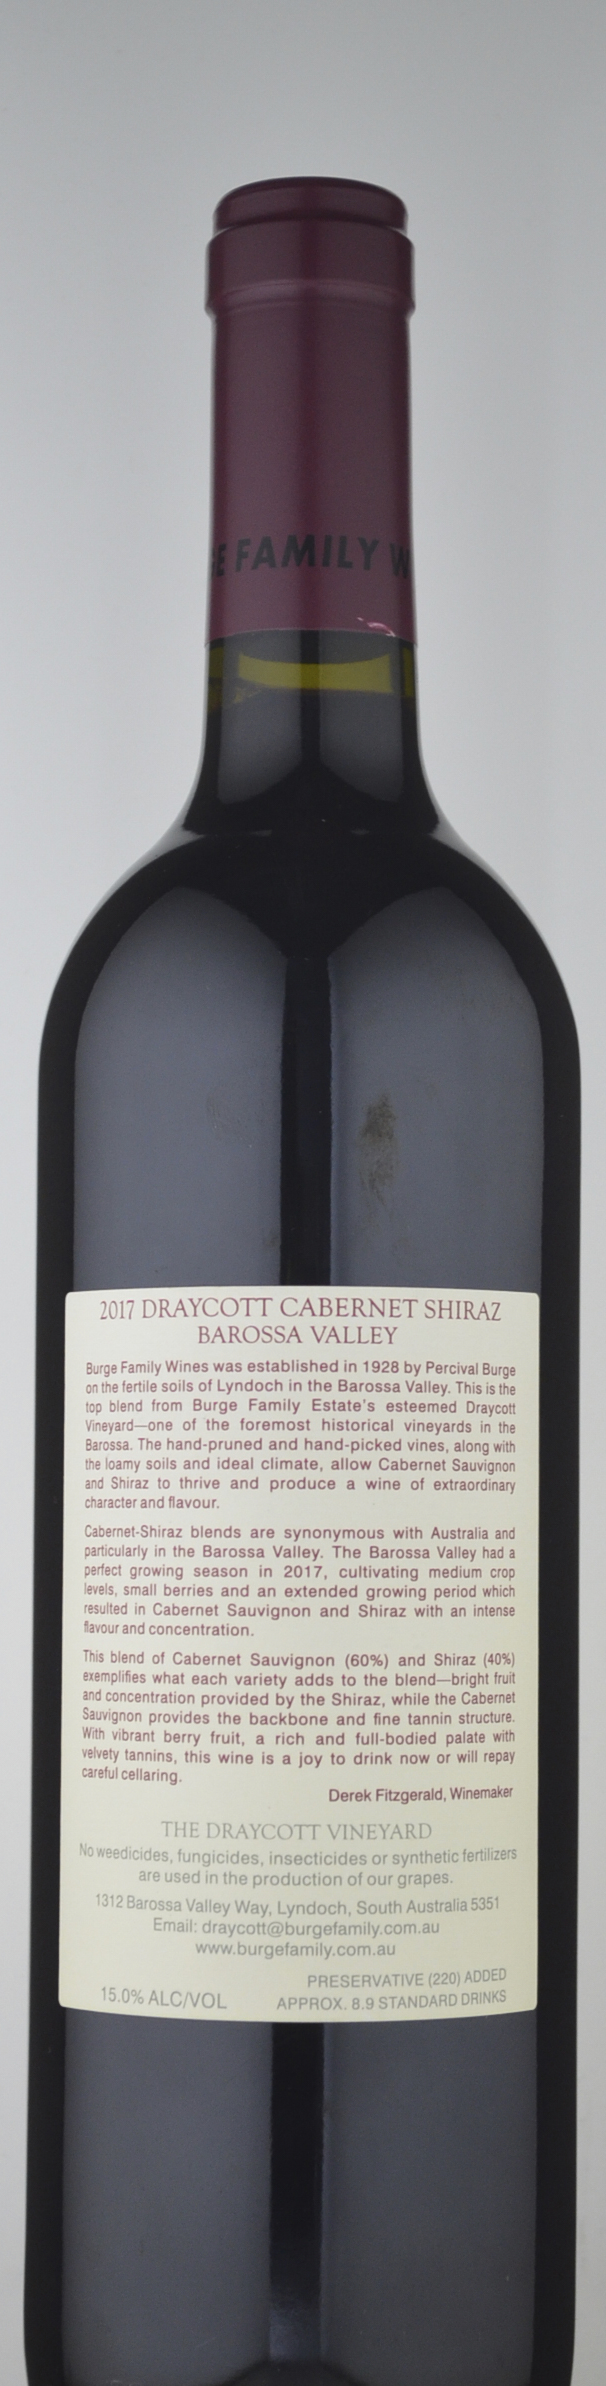 GE FAMILY W
2017 DRAYCOTT CABERNET SHIRAZ
BAROSSA VALLEY
Burge Family Wines was established in 1928 by Percival Burge
on the fertile soils of Lyndoch in the Barossa Valley. This is the
top blend from Burge Family Estate's esteemed Draycott
Vineyard—one of the foremost historical vineyards in the
Barossa. The hand-pruned and hand-picked vines, along with
the loamy soils and ideal climate, allow Cabernet Sauvignon
and Shiraz to thrive and produce a wine of extraordinary
character and flavour.
Cabernet-Shiraz blends are synonymous with Australia and
particularly in the Barossa Valley. The Barossa Valley had a
perfect growing season in 2017, cultivating medium crop
levels, small berries and an extended growing period which
resulted in Cabernet Sauvignon and Shiraz with an intense
flavour and concentration.
This blend of Cabernet Sauvignon (60%) and Shiraz (40%)
exemplifies what each variety adds to the blend—bright fruit
and concentration provided by the Shiraz, while the Cabernet
Sauvignon provides the backbone and fine tannin structure.
With vibrant berry fruit, a rich and full-bodied palate with
velvety tannins, this wine is a joy to drink now or will repay
careful cellaring.
Derek Fitzgerald, Winemaker
THE DRAYCOTT VINEYARD
No weedicides, fungicides, insecticides or synthetic fertilizers
are used in the production of our grapes.
1312 Barossa Valley Way, Lyndoch, South Australia 5351
Email: draycott@burgefamily.com.au
www.burgefamily.com.au
PRESERVATIVE (220) ADDED
15.0% ALC/VOL APPROX. 8.9 STANDARD DRINKS